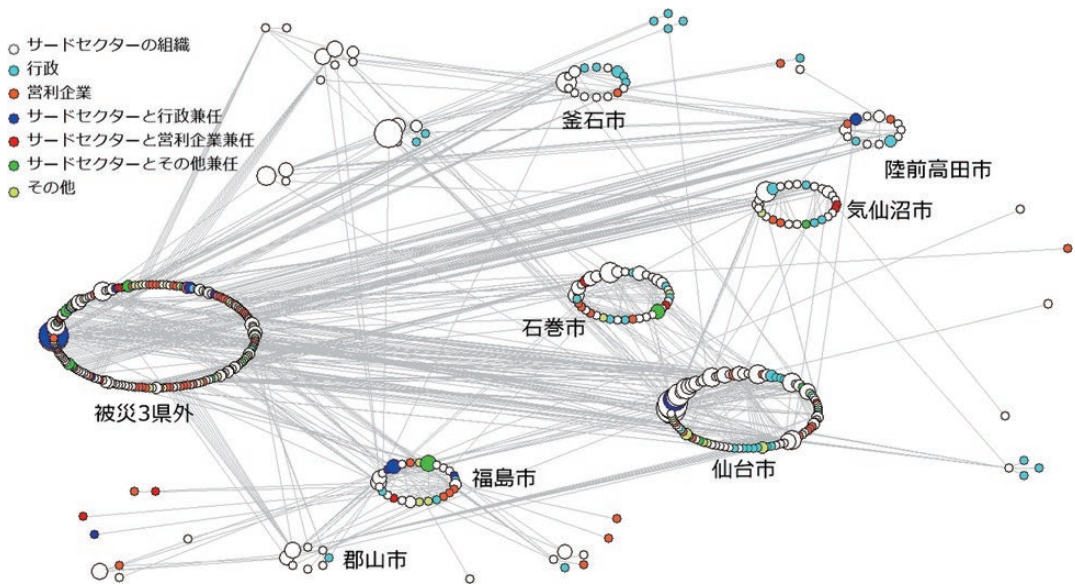 サードセクターの組織
行政
営利企業
サードセクターと行政兼任
サードセクターと営利企業兼任
サードセクターとその他兼任
その他
釜石市
陸前高田市
気仙沼市
石巻市
被災3県外
仙台市
福島市
郡山市